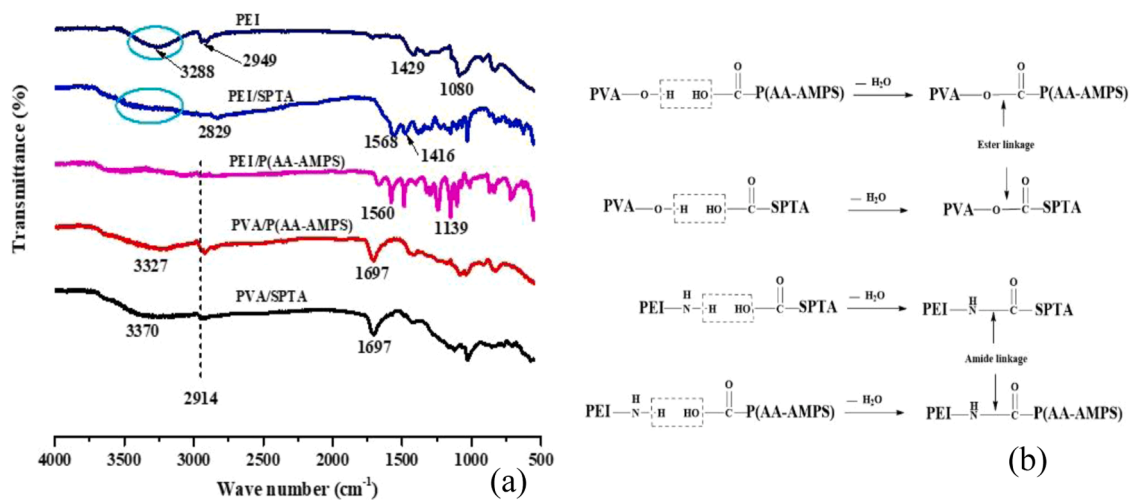 Transmittance (%)
PEI
3288
2949
1429
1080
PEI/SPTA
2829
1568
1416
PEI/P(AA-AMPS)
1560
1139
PVA/P(AA-AMPS)
3327
1697
PVA/SPTA
3370
1697
2914
4000 3500 3000 2500 2000 1500 1000 500
Wave number (cm⁻¹)
(a)
O
PVA—O—H HO—C—P(AA-AMPS) — H₂O PVA—O—C—P(AA-AMPS)
O
Ester linkage
O
PVA—O—H HO—C—SPTA — H₂O PVA—O—C—SPTA
O
H O
PEI—N—H HO—C—SPTA — H₂O PEI—N—C—SPTA
H O
Amide linkage
H O
PEI—N—H HO—C—P(AA-AMPS) — H₂O PEI—N—C—P(AA-AMPS)
H O
(b)